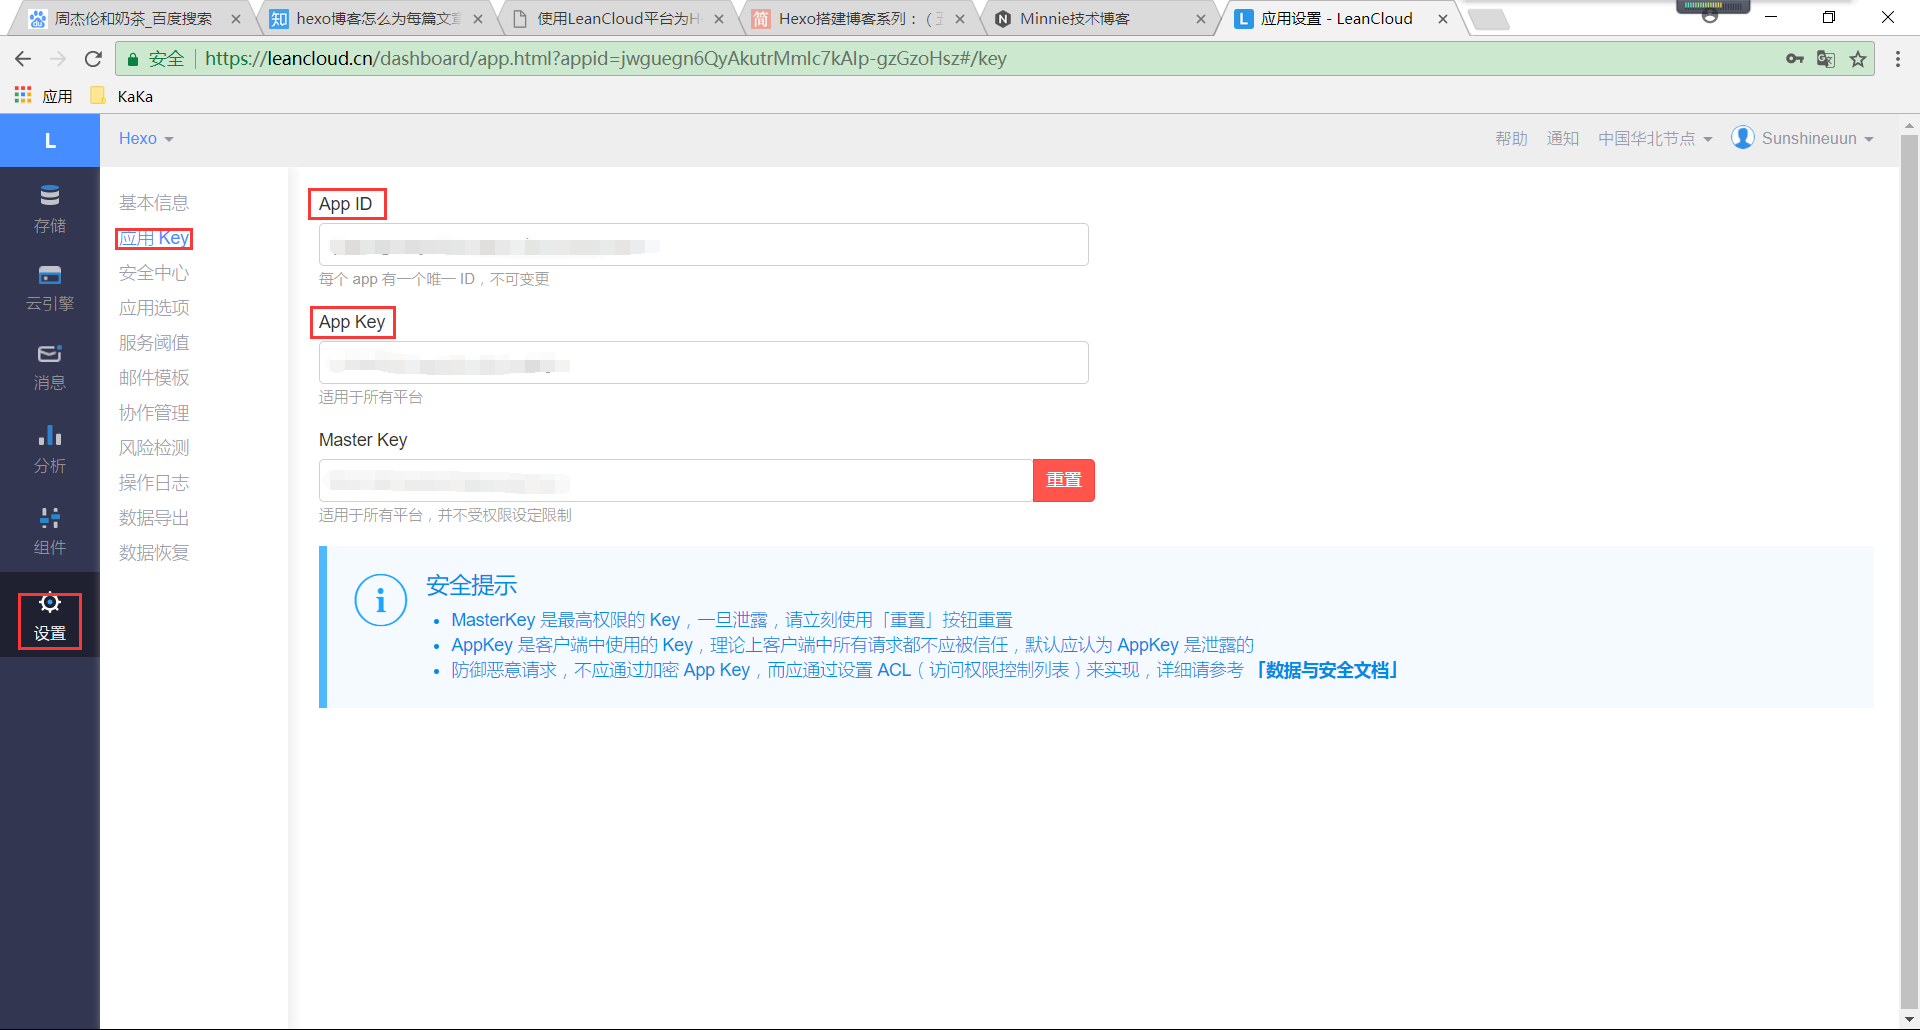 周杰伦和奶茶_百度搜索
知
hexo博客怎么为每篇文章
使用LeanCloud平台为H
简
Hexo搭建博客系列：（五
N
Minnie技术博客
L
应用设置 - LeanCloud
安全
https://leancloud.cn/dashboard/app.html?appid=jwguegn6QyAkutrMmlc7kAlp-gzGzoHsz#/key
应用
KaKa
L
Hexo
帮助
通知
中国华北节点
Sunshineuun
存储
云引擎
消息
分析
组件
设置
基本信息
应用 Key
安全中心
应用选项
服务阈值
邮件模板
协作管理
风险检测
操作日志
数据导出
数据恢复
App ID
每个 app 有一个唯一 ID，不可变更
App Key
适用于所有平台
Master Key
重置
适用于所有平台，并不受权限设定限制
安全提示
MasterKey 是最高权限的 Key，一旦泄露，请立刻使用「重置」按钮重置
AppKey 是客户端中使用的 Key，理论上客户端中所有请求都不应被信任，默认应认为 AppKey 是泄露的
防御恶意请求，不应通过加密 App Key，而应通过设置 ACL（访问权限控制列表）来实现，详细请参考 「数据与安全文档」